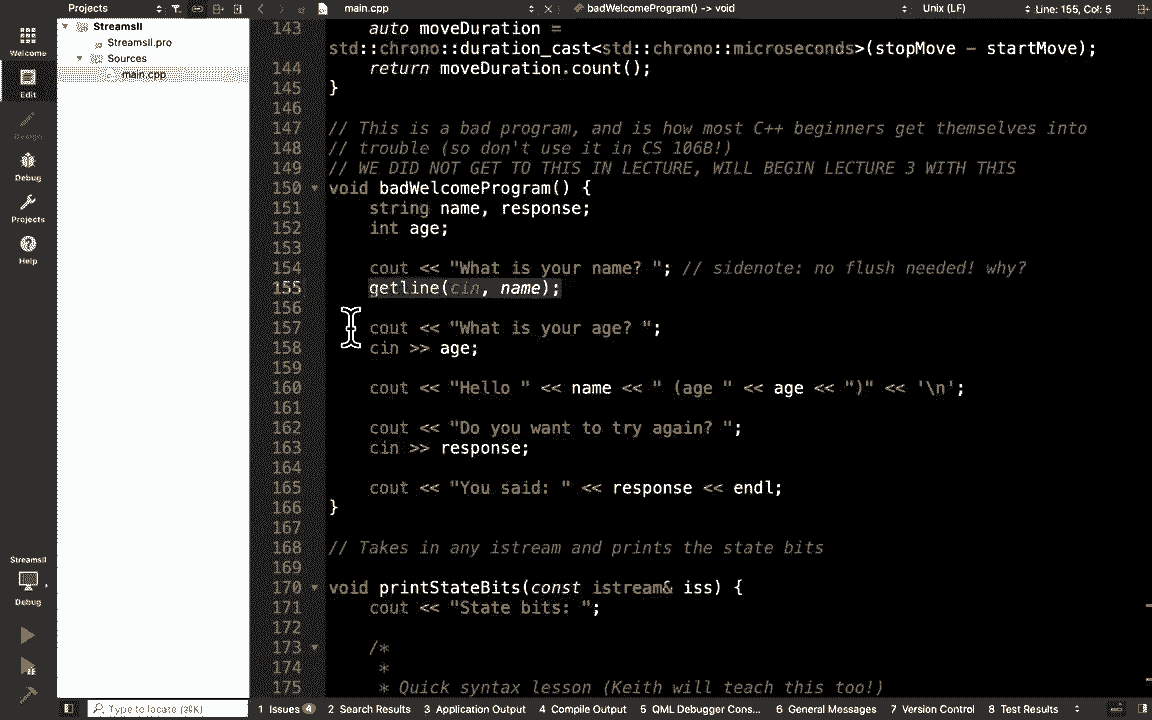 Projects
main.cpp
badWelcomeProgram() -> void
Unix (LF)
Line: 155, Col: 5
Welcome
Edit
Design
Debug
Projects
Help
StreamsII
Debug
StreamsII
StreamsII.pro
Sources
main.cpp
143 auto moveDuration =
std::chrono::duration_cast<std::chrono::microseconds>(stopMove - startMove);
144 return moveDuration.count();
145 }
146
147 // This is a bad program, and is how most C++ beginners get themselves into
148 // trouble (so don't use it in CS 106B!)
149 // WE DID NOT GET TO THIS IN LECTURE, WILL BEGIN LECTURE 3 WITH THIS
150 void badWelcomeProgram() {
151 string name, response;
152 int age;
153
154 cout << "What is your name? "; // sidenote: no flush needed! why?
155 getline(cin, name);
156
157 cout << "What is your age? ";
158 cin >> age;
159
160 cout << "Hello " << name << " (age " << age << ")" << '\n';
161
162 cout << "Do you want to try again? ";
163 cin >> response;
164
165 cout << "You said: " << response << endl;
166 }
167
168 // Takes in any istream and prints the state bits
169
170 void printStateBits(const istream& iss) {
171 cout << "State bits: ";
172
173 /*
174 *
175 * Quick syntax lesson (Keith will teach this too!)
Type to locate (⌘K)
1 Issues 4
2 Search Results
3 Application Output
4 Compile Output
5 QML Debugger Cons...
6 General Messages
7 Version Control
8 Test Results